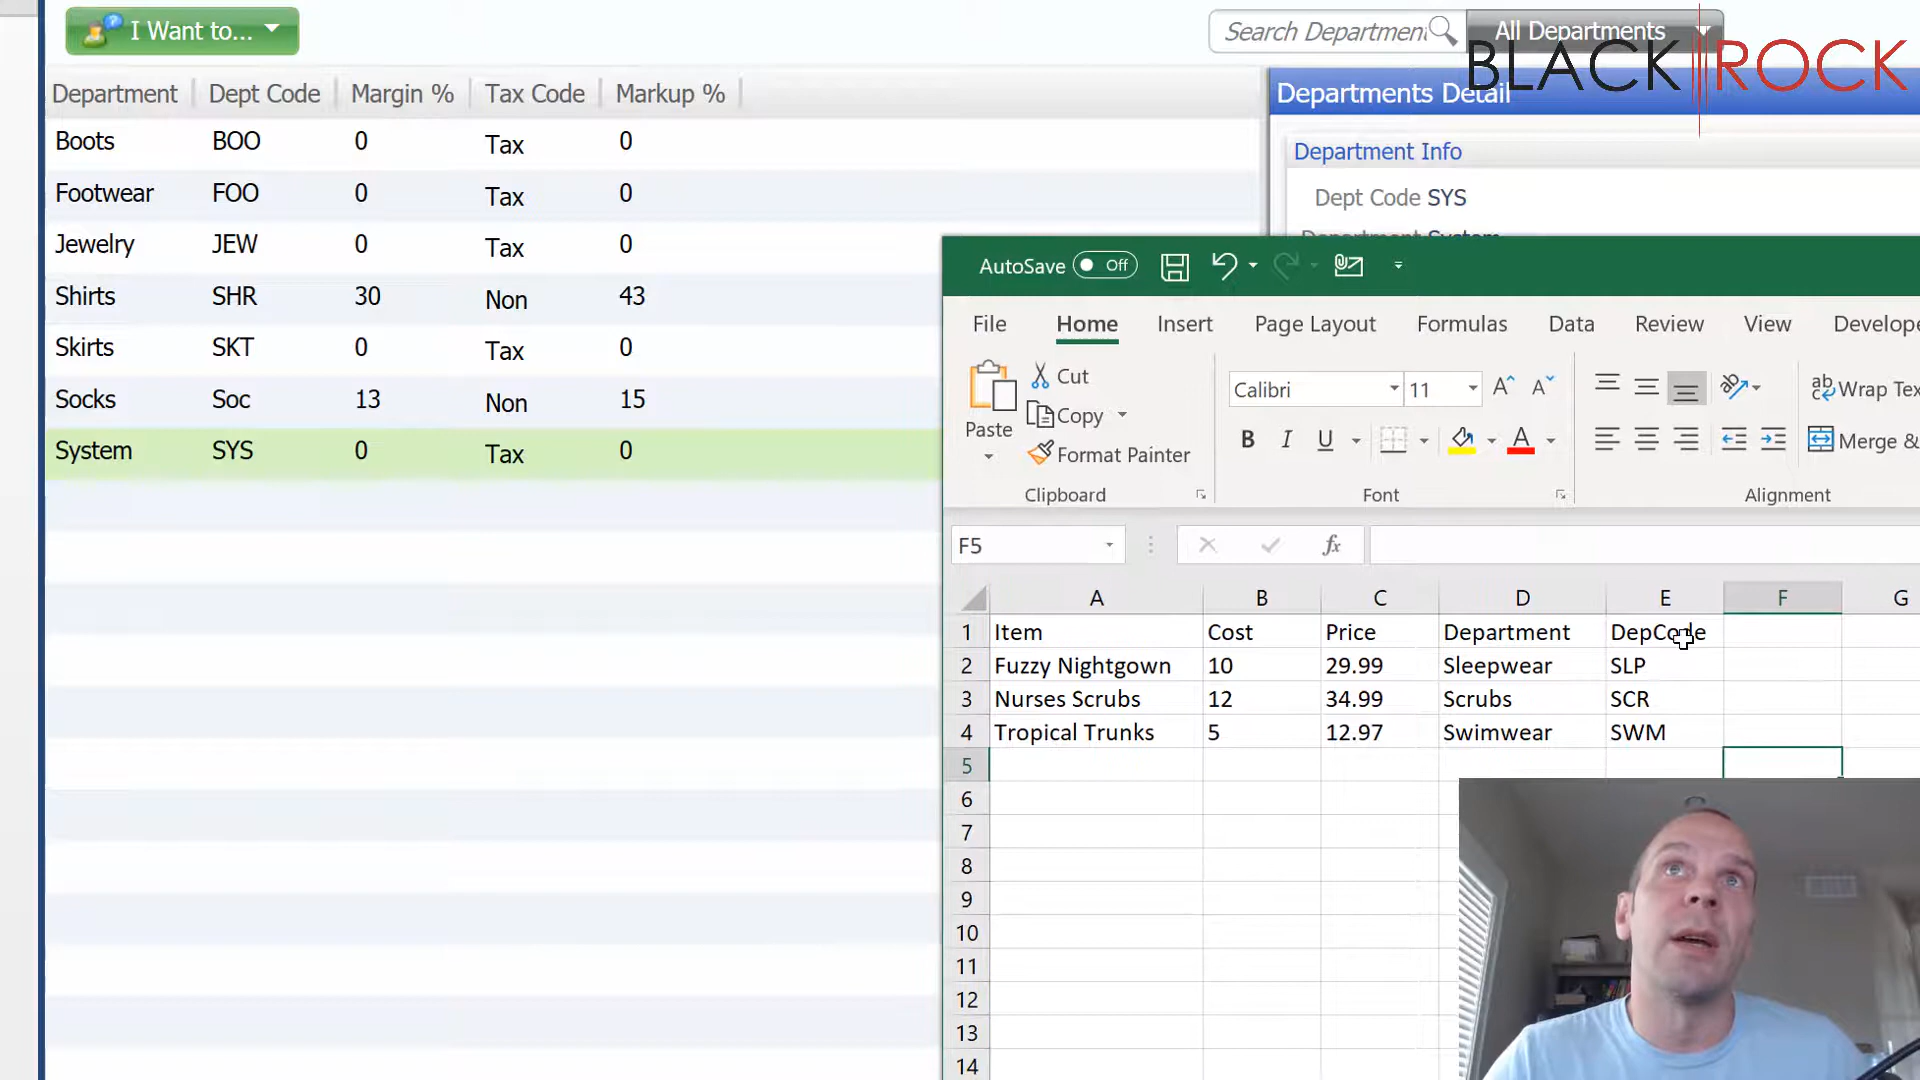 I Want to...
Search Department
All Departments
BLACK ROCK
Department Dept Code Margin % Tax Code Markup %
Boots BOO 0 Tax 0
Footwear FOO 0 Tax 0
Jewelry JEW 0 Tax 0
Shirts SHR 30 Non 43
Skirts SKT 0 Tax 0
Socks Soc 13 Non 15
System SYS 0 Tax 0
Departments Detail
Department Info
Dept Code SYS
AutoSave Off
File Home Insert Page Layout Formulas Data Review View Develope
Paste
Cut
Copy
Format Painter
Clipboard
Calibri 11
B I U A
Font
ab Wrap Tex
Merge &
Alignment
F5 fx
A B C D E F G
1 Item Cost Price Department DepCode
2 Fuzzy Nightgown 10 29.99 Sleepwear SLP
3 Nurses Scrubs 12 34.99 Scrubs SCR
4 Tropical Trunks 5 12.97 Swimwear SWM
5
6
7
8
9
10
11
12
13
14